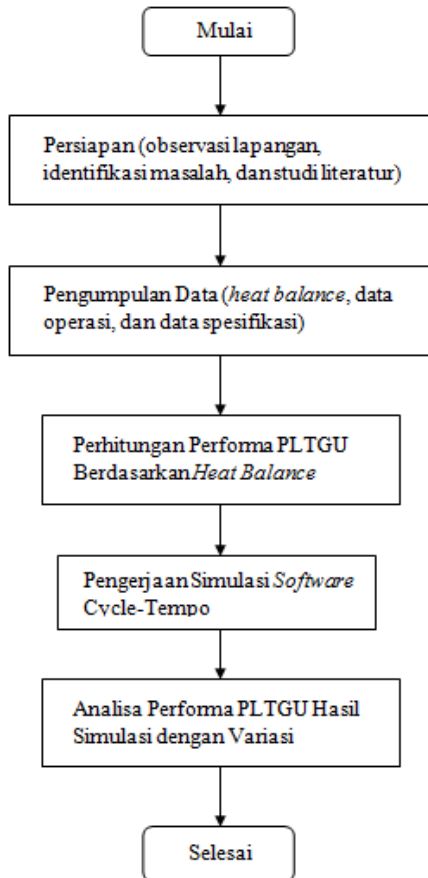 Mulai
Persiapan (observasi lapangan,
identifikasi masalah, dan studi literatur)
Pengumpulan Data (heat balance, data
operasi, dan data spesifikasi)
Perhitungan Performa PLTGU
Berdasarkan Heat Balance
Pengerjaan Simulasi Software
Cycle-Tempo
Analisa Performa PLTGU Hasil
Simulasi dengan Variasi
Selesai